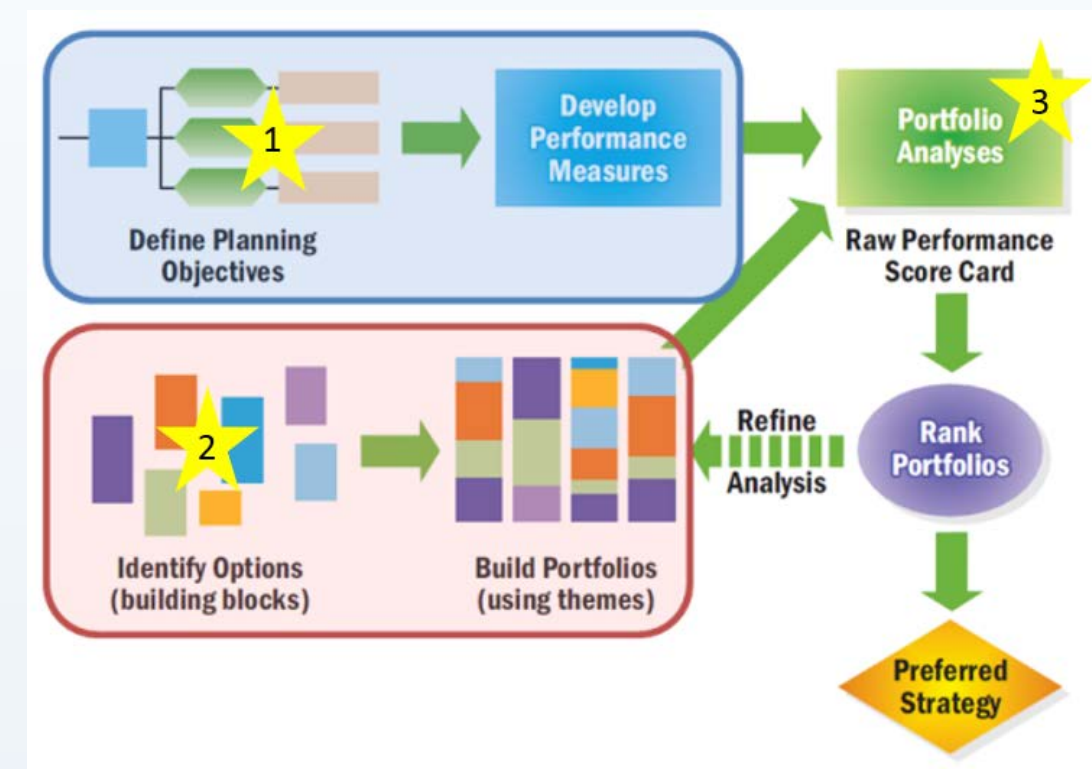 1
Define Planning
Objectives
Develop
Performance
Measures
3
Portfolio
Analyses
Raw Performance
Score Card
2
Identify Options
(building blocks)
Build Portfolios
(using themes)
Refine
Analysis
Rank
Portfolios
Preferred
Strategy